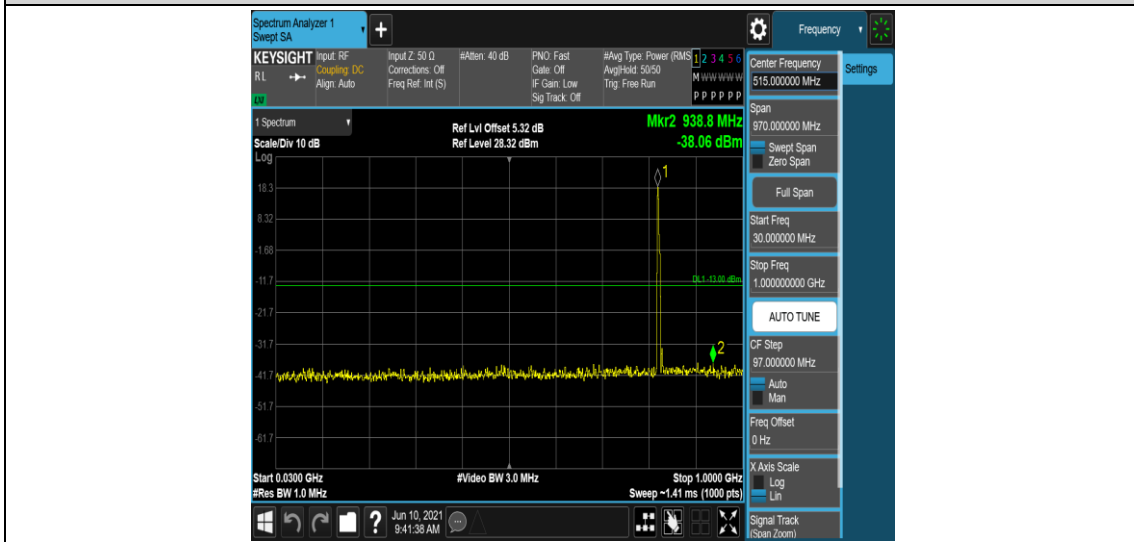 Spectrum Analyzer 1
Swept SA
+
Frequency
KEYSIGHT
RL
Input: RF
Coupling: DC
Align: Auto
Input Z: 50 Ω
Corrections: Off
Freq Ref: Int (S)
#Atten: 40 dB
PNO: Fast
Gate: Off
IF Gain: Low
Sig Track: Off
#Avg Type: Power (RMS
Avg|Hold: 50/50
Trig: Free Run
1 2 3 4 5 6
M W W W W W
P P P P P P
1 Spectrum
Scale/Div 10 dB
Log
Ref Lvl Offset 5.32 dB
Ref Level 28.32 dBm
Mkr2 938.8 MHz
-38.06 dBm
1
18.3
8.32
-1.68
-11.7
DL1 -13.00 dBm
-21.7
-31.7
2
-41.7
-51.7
-61.7
Start 0.0300 GHz
#Res BW 1.0 MHz
#Video BW 3.0 MHz
Stop 1.0000 GHz
Sweep ~1.41 ms (1000 pts)
?
Jun 10, 2021
9:41:38 AM
Center Frequency
515.000000 MHz
Settings
Span
970.000000 MHz
Swept Span
Zero Span
Full Span
Start Freq
30.000000 MHz
Stop Freq
1.000000000 GHz
AUTO TUNE
CF Step
97.000000 MHz
Auto
Man
Freq Offset
0 Hz
X Axis Scale
Log
Lin
Signal Track
(Span Zoom)